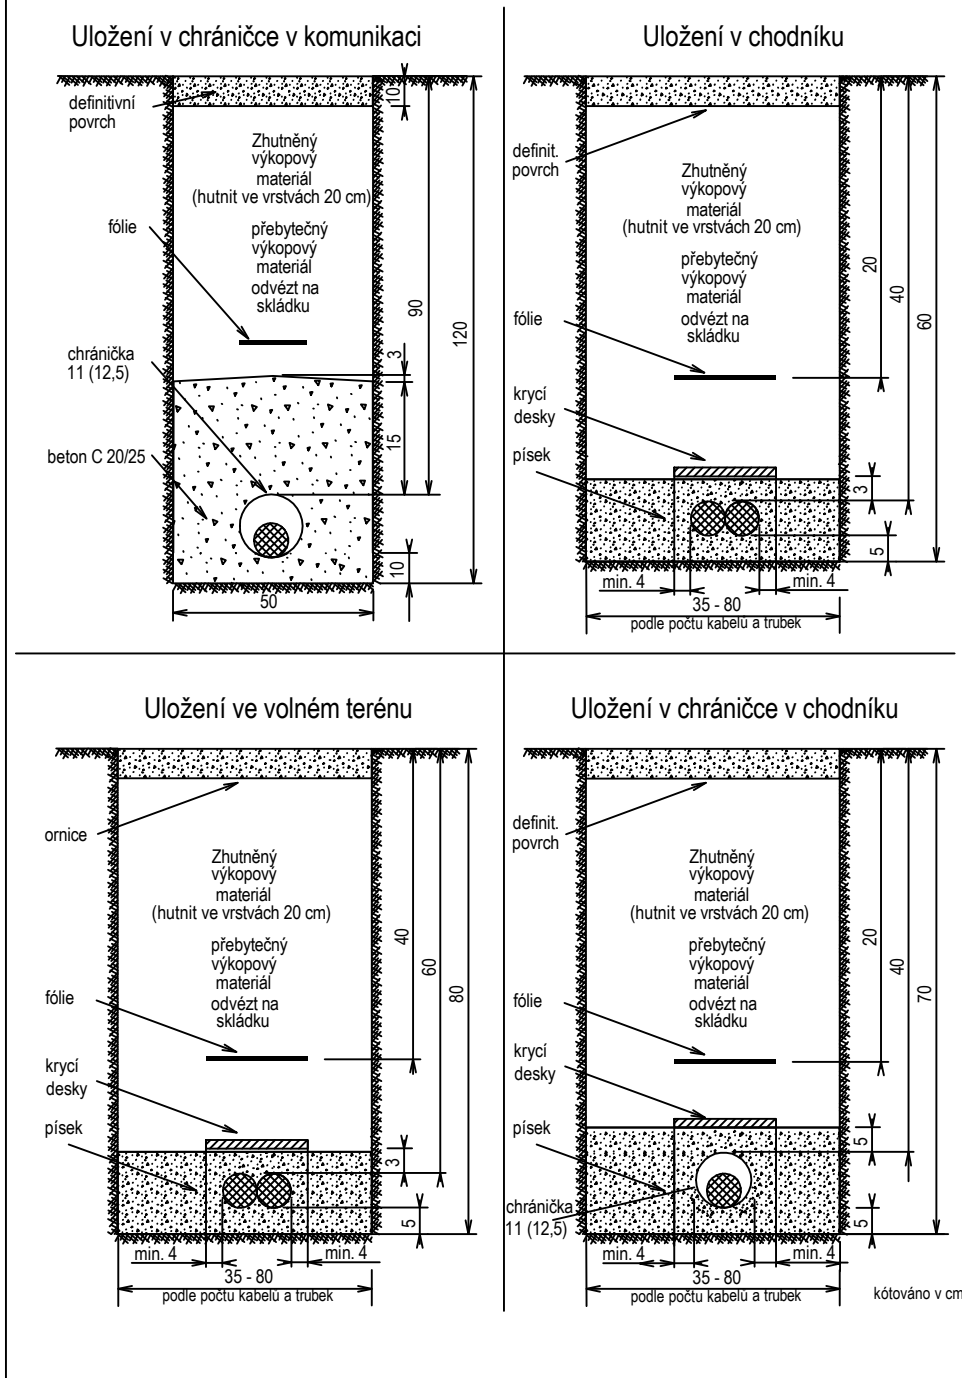 Uložení v chráničce v komunikaci
definitivní
povrch
10
Zhutněný
výkopový
materiál
(hutnit ve vrstvách 20 cm)
fólie
přebytečný
výkopový
materiál
odvézt na
skládku
90
120
3
chránička
11 (12,5)
15
beton C 20/25
10
50
Uložení v chodníku
definit.
povrch
Zhutněný
výkopový
materiál
(hutnit ve vrstvách 20 cm)
přebytečný
výkopový
materiál
odvézt na
skládku
20
40
60
fólie
krycí
desky
písek
3
5
min. 4
min. 4
35 - 80
podle počtu kabelů a trubek
Uložení ve volném terénu
ornice
Zhutněný
výkopový
materiál
(hutnit ve vrstvách 20 cm)
přebytečný
výkopový
materiál
odvézt na
skládku
40
60
80
fólie
krycí
desky
písek
3
5
min. 4
min. 4
35 - 80
podle počtu kabelů a trubek
Uložení v chráničce v chodníku
definit.
povrch
Zhutněný
výkopový
materiál
(hutnit ve vrstvách 20 cm)
přebytečný
výkopový
materiál
odvézt na
skládku
20
40
70
fólie
krycí
desky
písek
5
chránička
11 (12,5)
5
min. 4
min. 4
35 - 80
podle počtu kabelů a trubek
kótováno v cm